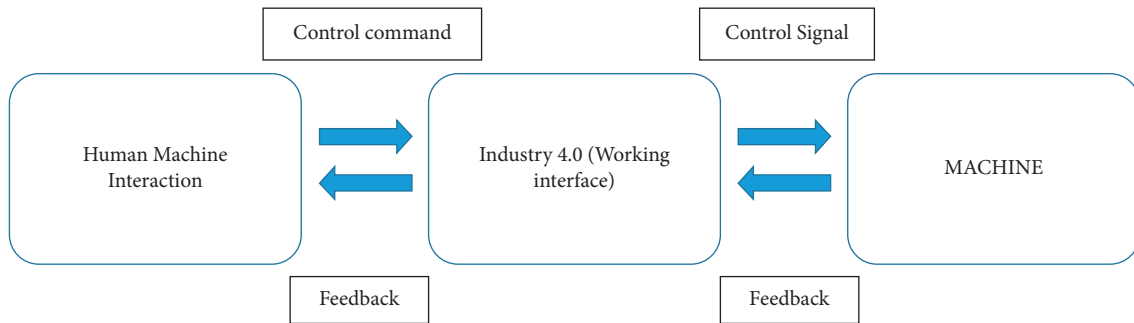 Control command
Control Signal
Human Machine
Interaction
Industry 4.0 (Working
interface)
MACHINE
Feedback
Feedback